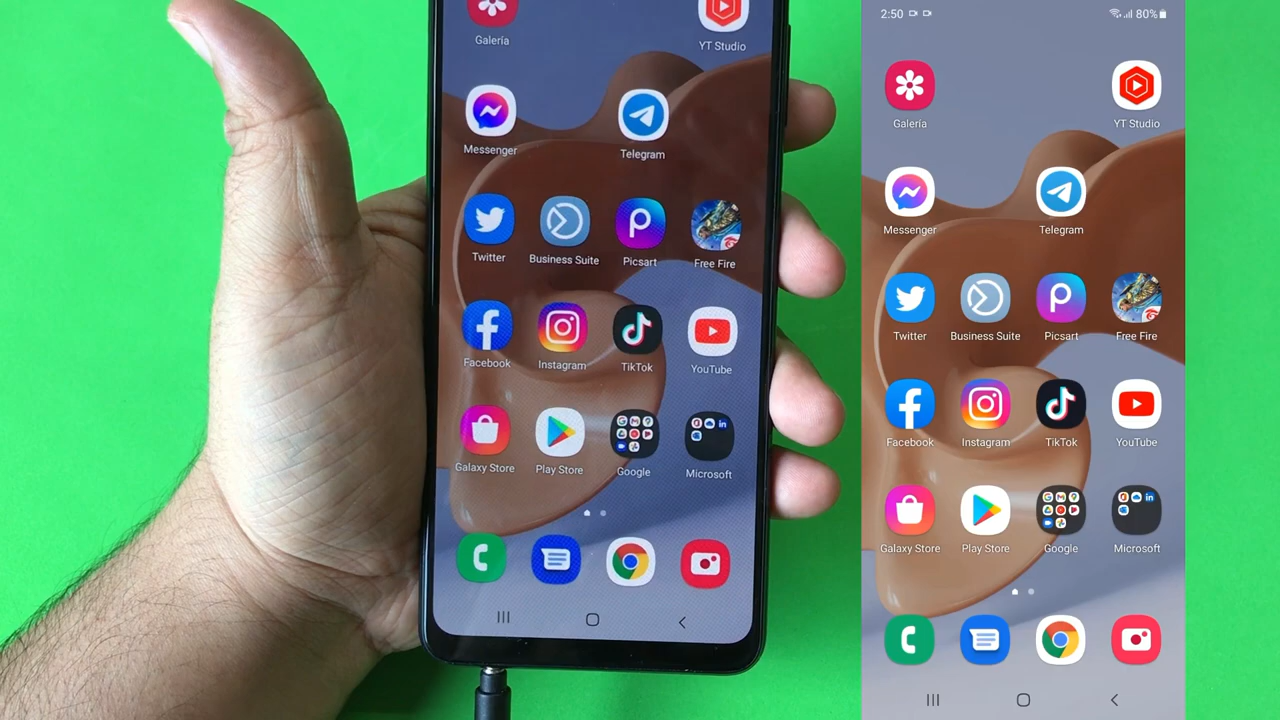 Galería
YT Studio
Messenger
Telegram
Twitter
Business Suite
Picsart
Free Fire
Facebook
Instagram
TikTok
YouTube
Galaxy Store
Play Store
Google
Microsoft
2:50
80%
Galería
YT Studio
Messenger
Telegram
Twitter
Business Suite
Picsart
Free Fire
Facebook
Instagram
TikTok
YouTube
Galaxy Store
Play Store
Google
Microsoft